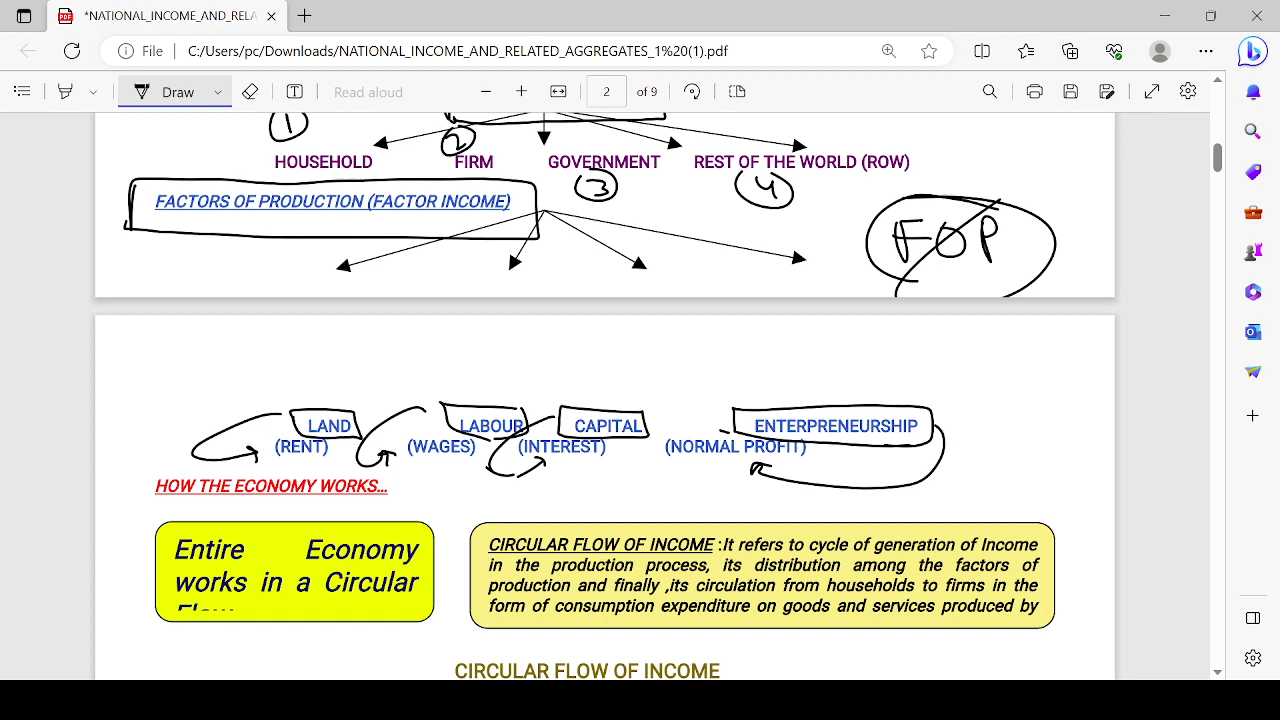 *NATIONAL_INCOME_AND_RELA
File C:/Users/pc/Downloads/NATIONAL_INCOME_AND_RELATED_AGGREGATES_1%20(1).pdf
Draw Read aloud 2 of 9
1 2
HOUSEHOLD FIRM GOVERNMENT REST OF THE WORLD (ROW)
3 4
FACTORS OF PRODUCTION (FACTOR INCOME)
FOP
LAND LABOUR CAPITAL ENTERPRENEURSHIP
(RENT) (WAGES) (INTEREST) (NORMAL PROFIT)
HOW THE ECONOMY WORKS...
Entire Economy
works in a Circular
CIRCULAR FLOW OF INCOME :It refers to cycle of generation of Income
in the production process, its distribution among the factors of
production and finally ,its circulation from households to firms in the
form of consumption expenditure on goods and services produced by
CIRCULAR FLOW OF INCOME